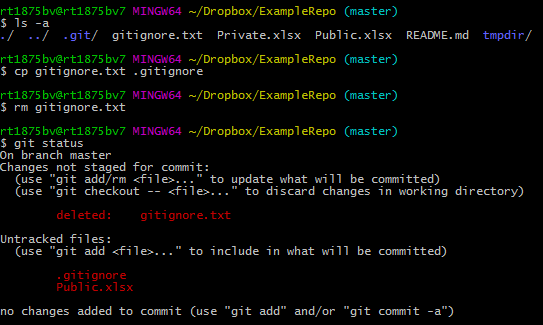 rt1875bv@rt1875bv7 MINGW64 ~/Dropbox/ExampleRepo (master)
$ ls -a
./ ../ .git/ gitignore.txt Private.xlsx Public.xlsx README.md tmpdir/
rt1875bv@rt1875bv7 MINGW64 ~/Dropbox/ExampleRepo (master)
$ cp gitignore.txt .gitignore
rt1875bv@rt1875bv7 MINGW64 ~/Dropbox/ExampleRepo (master)
$ rm gitignore.txt
rt1875bv@rt1875bv7 MINGW64 ~/Dropbox/ExampleRepo (master)
$ git status
On branch master
Changes not staged for commit:
(use "git add/rm <file>..." to update what will be committed)
(use "git checkout -- <file>..." to discard changes in working directory)
deleted: gitignore.txt
Untracked files:
(use "git add <file>..." to include in what will be committed)
.gitignore
Public.xlsx
no changes added to commit (use "git add" and/or "git commit -a")